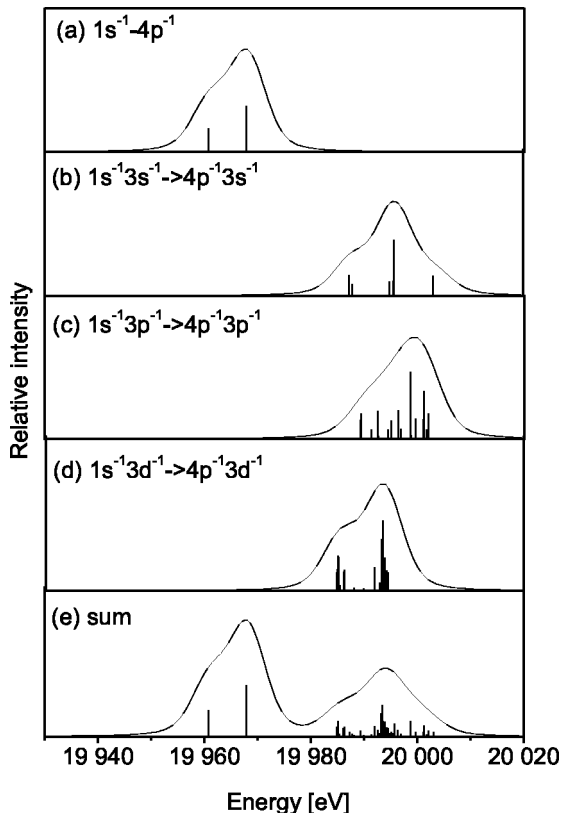 (a) 1s⁻¹-4p⁻¹
(b) 1s⁻¹3s⁻¹->4p⁻¹3s⁻¹
(c) 1s⁻¹3p⁻¹->4p⁻¹3p⁻¹
(d) 1s⁻¹3d⁻¹->4p⁻¹3d⁻¹
(e) sum
Relative intensity
19 940 19 960 19 980 20 000 20 020
Energy [eV]